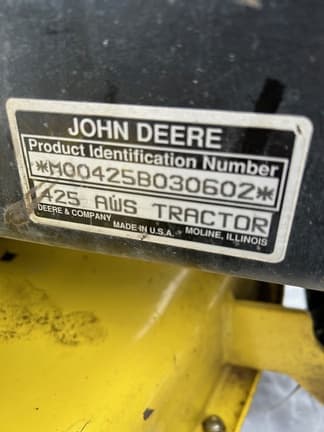 JOHN DEERE
Product Identification Number
*M00425B030602*
425 AWS TRACTOR
DEERE & COMPANY MADE IN U.S.A. MOLINE, ILLINOIS